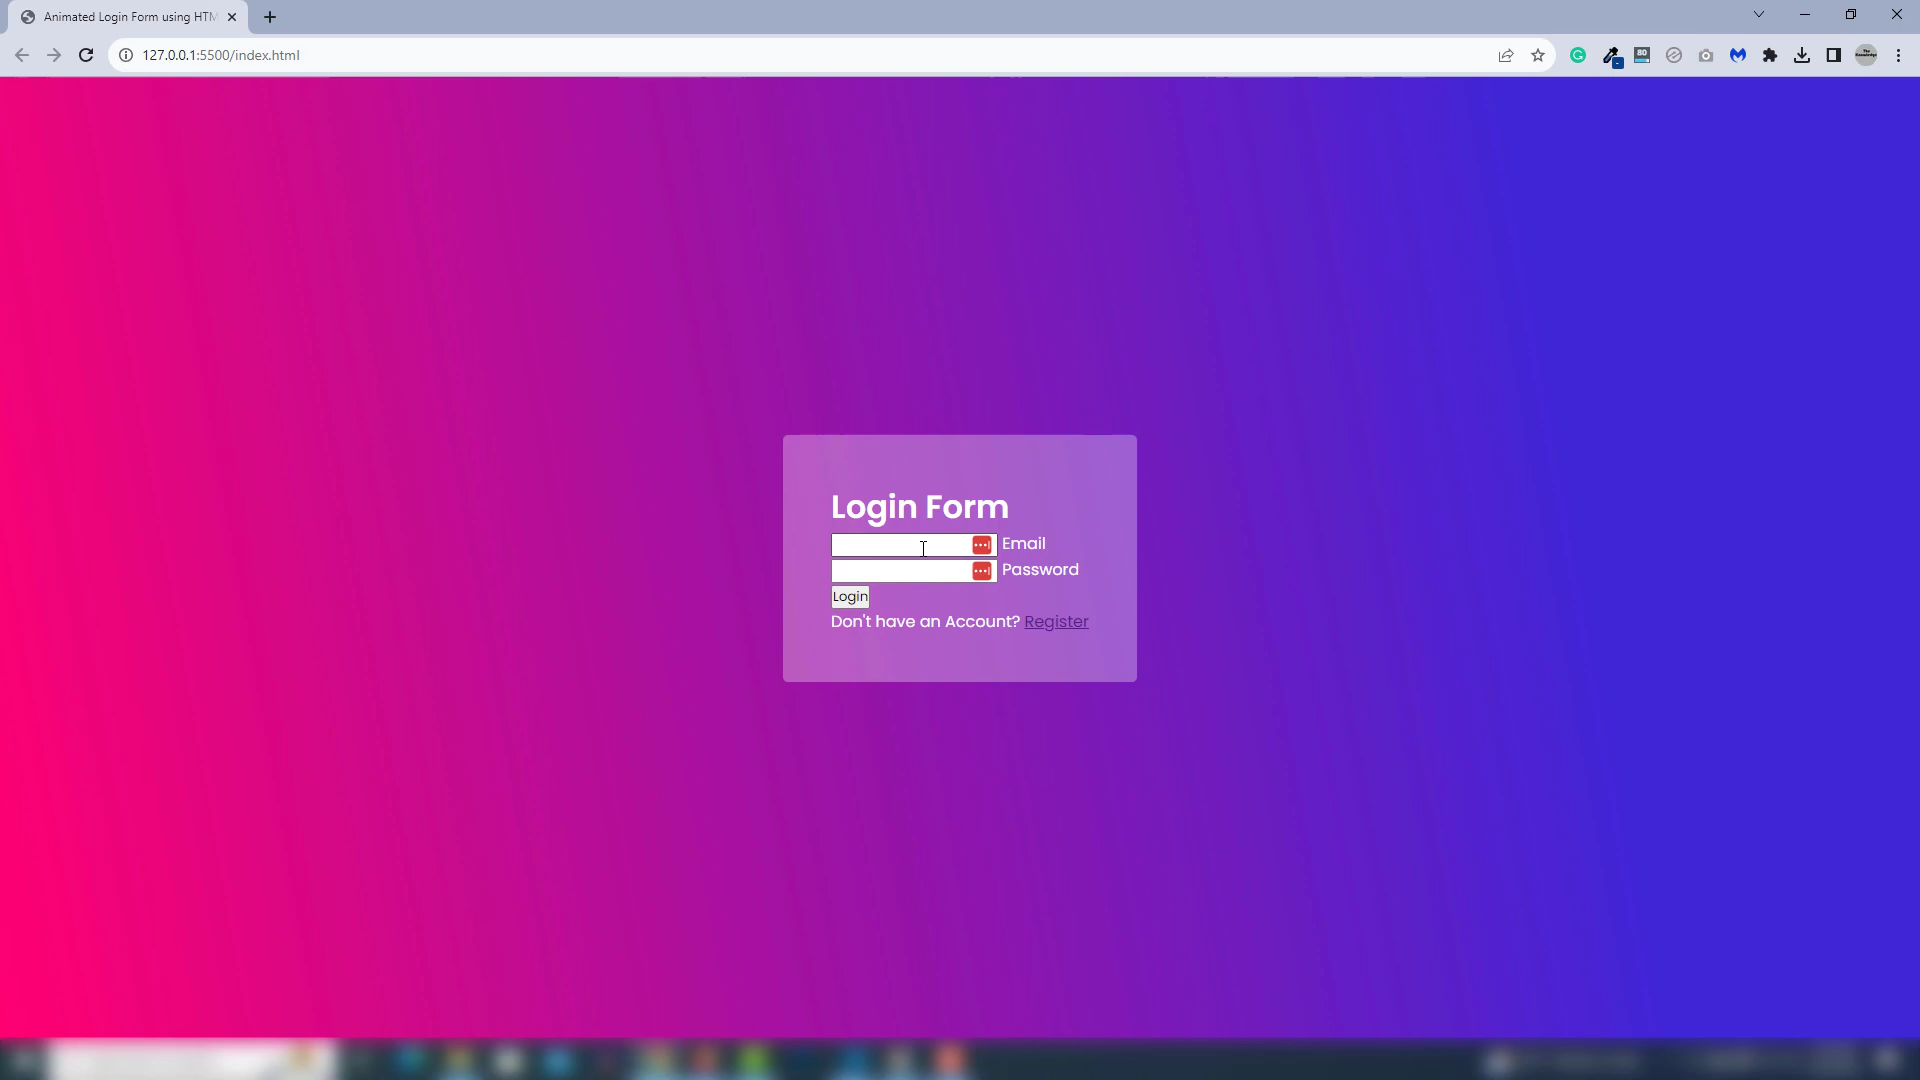 Animated Login Form using HTM
127.0.0.1:5500/index.html
80
Login Form
Email
Password
Login
Don't have an Account? Register